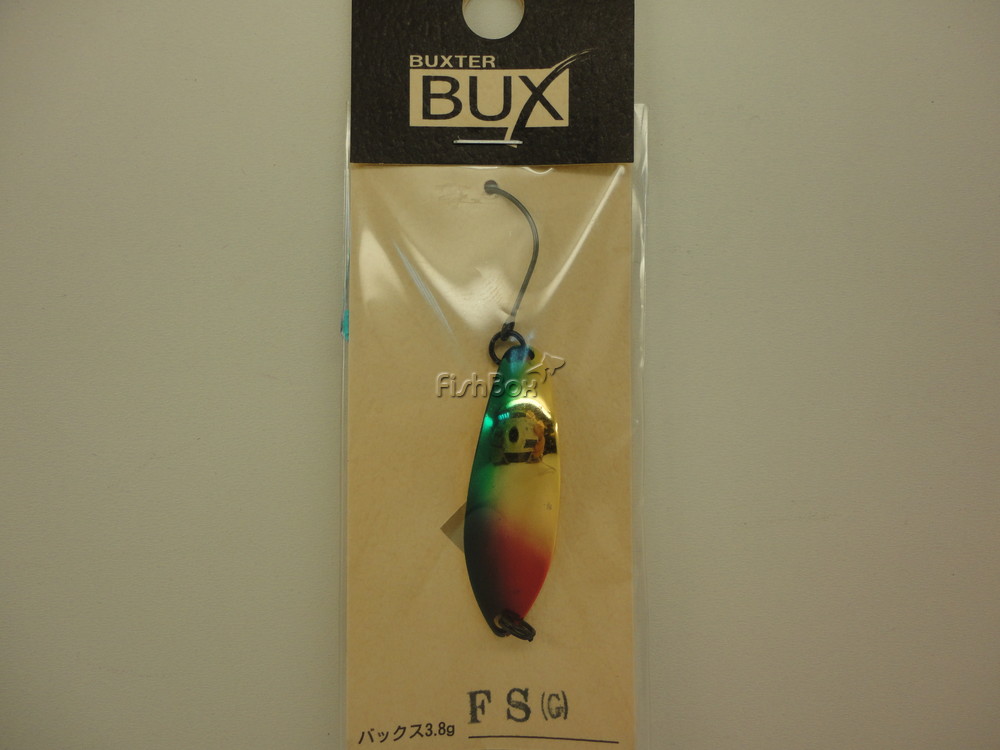 BUXTER
BUX
FishBox
F S (G)
バックス3.8g